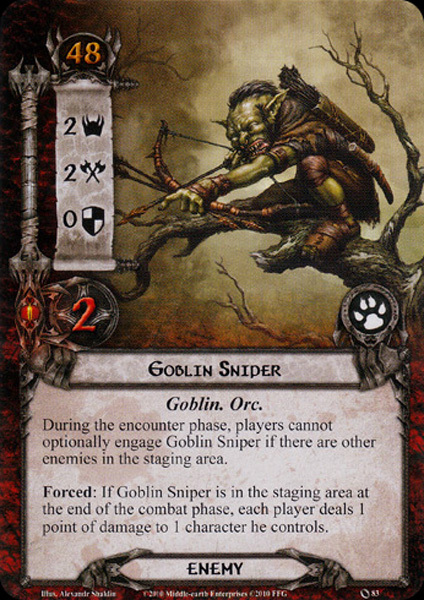 48
2
2
0
2
Goblin Sniper
Goblin. Orc.
During the encounter phase, players cannot
optionally engage Goblin Sniper if there are other
enemies in the staging area.
Forced: If Goblin Sniper is in the staging area at
the end of the combat phase, each player deals 1
point of damage to 1 character he controls.
ENEMY
Illus. Alexandr Shaldin ©2010 Middle-earth Enterprises ©2010 FFG 83